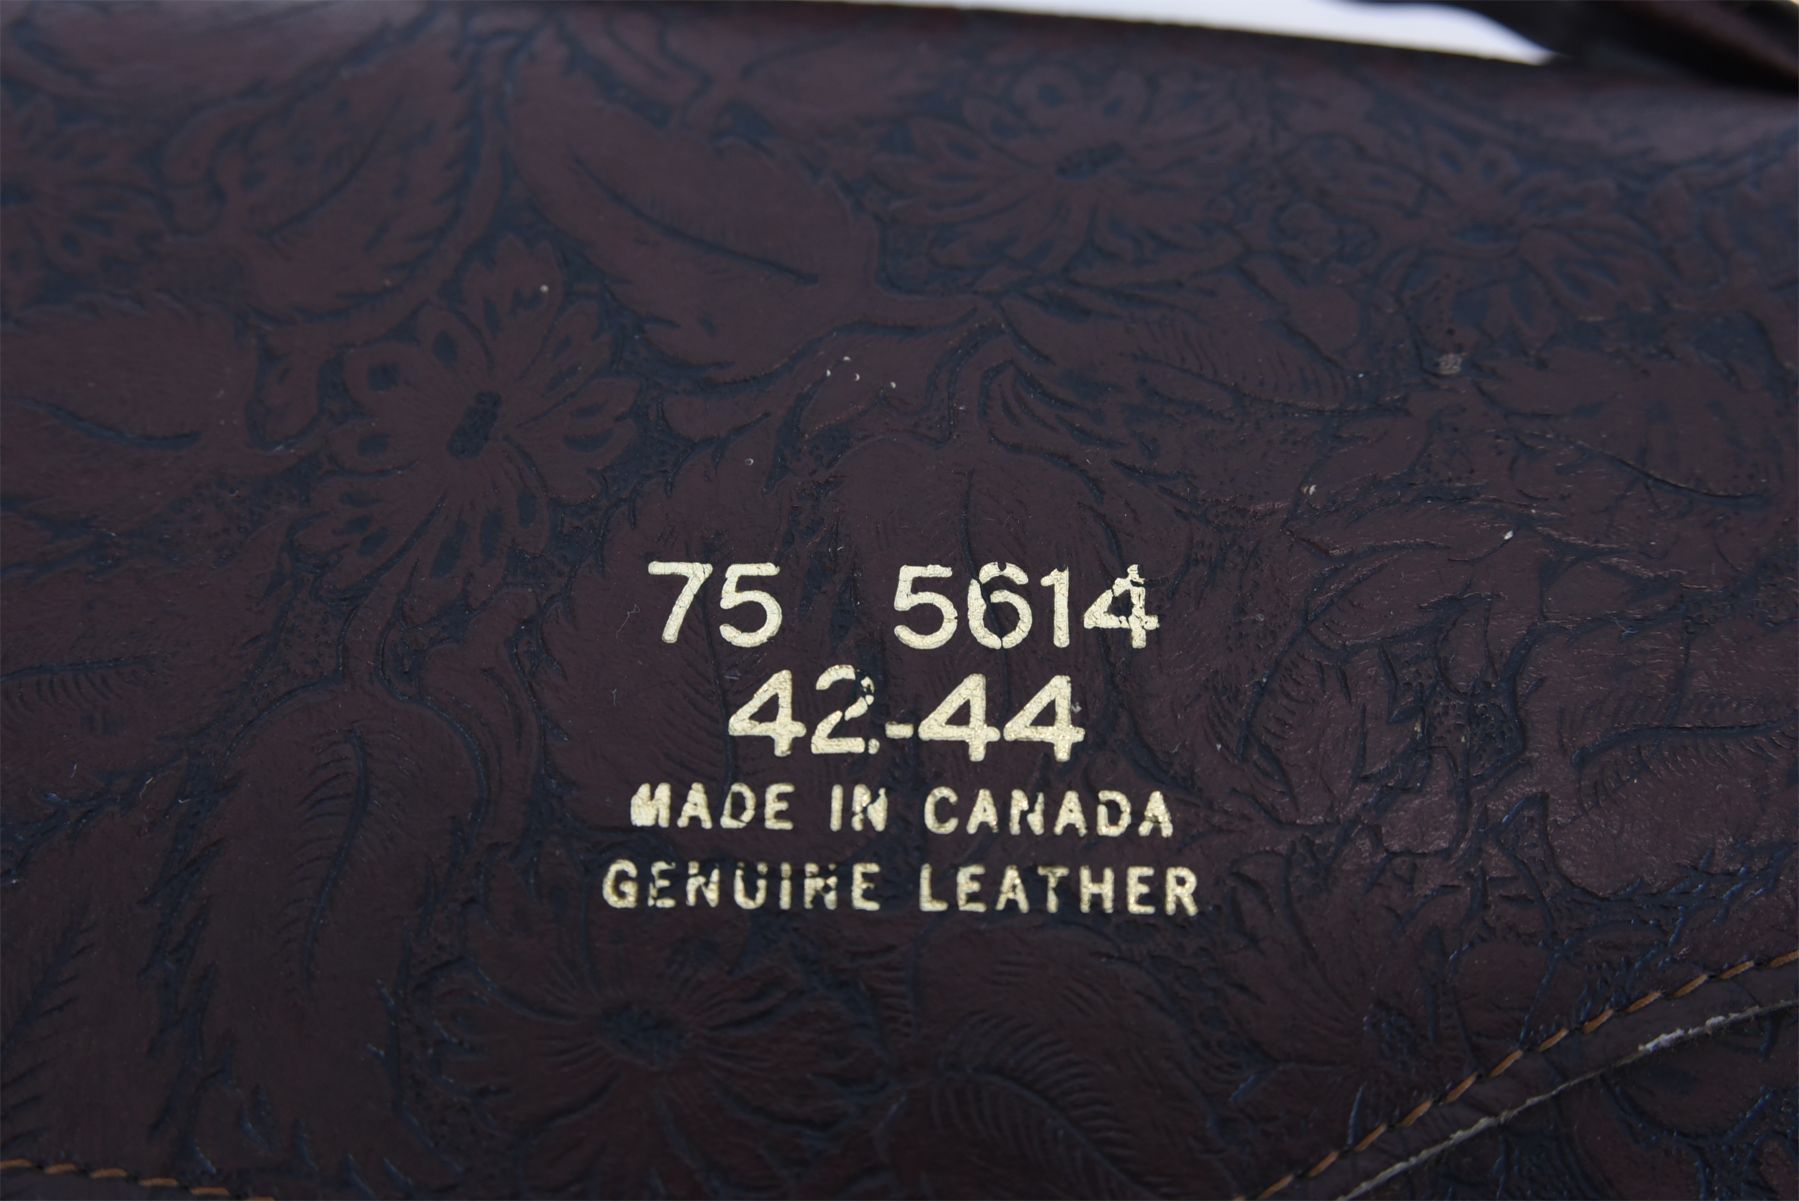 75 5614
42-44
MADE IN CANADA
GENUINE LEATHER